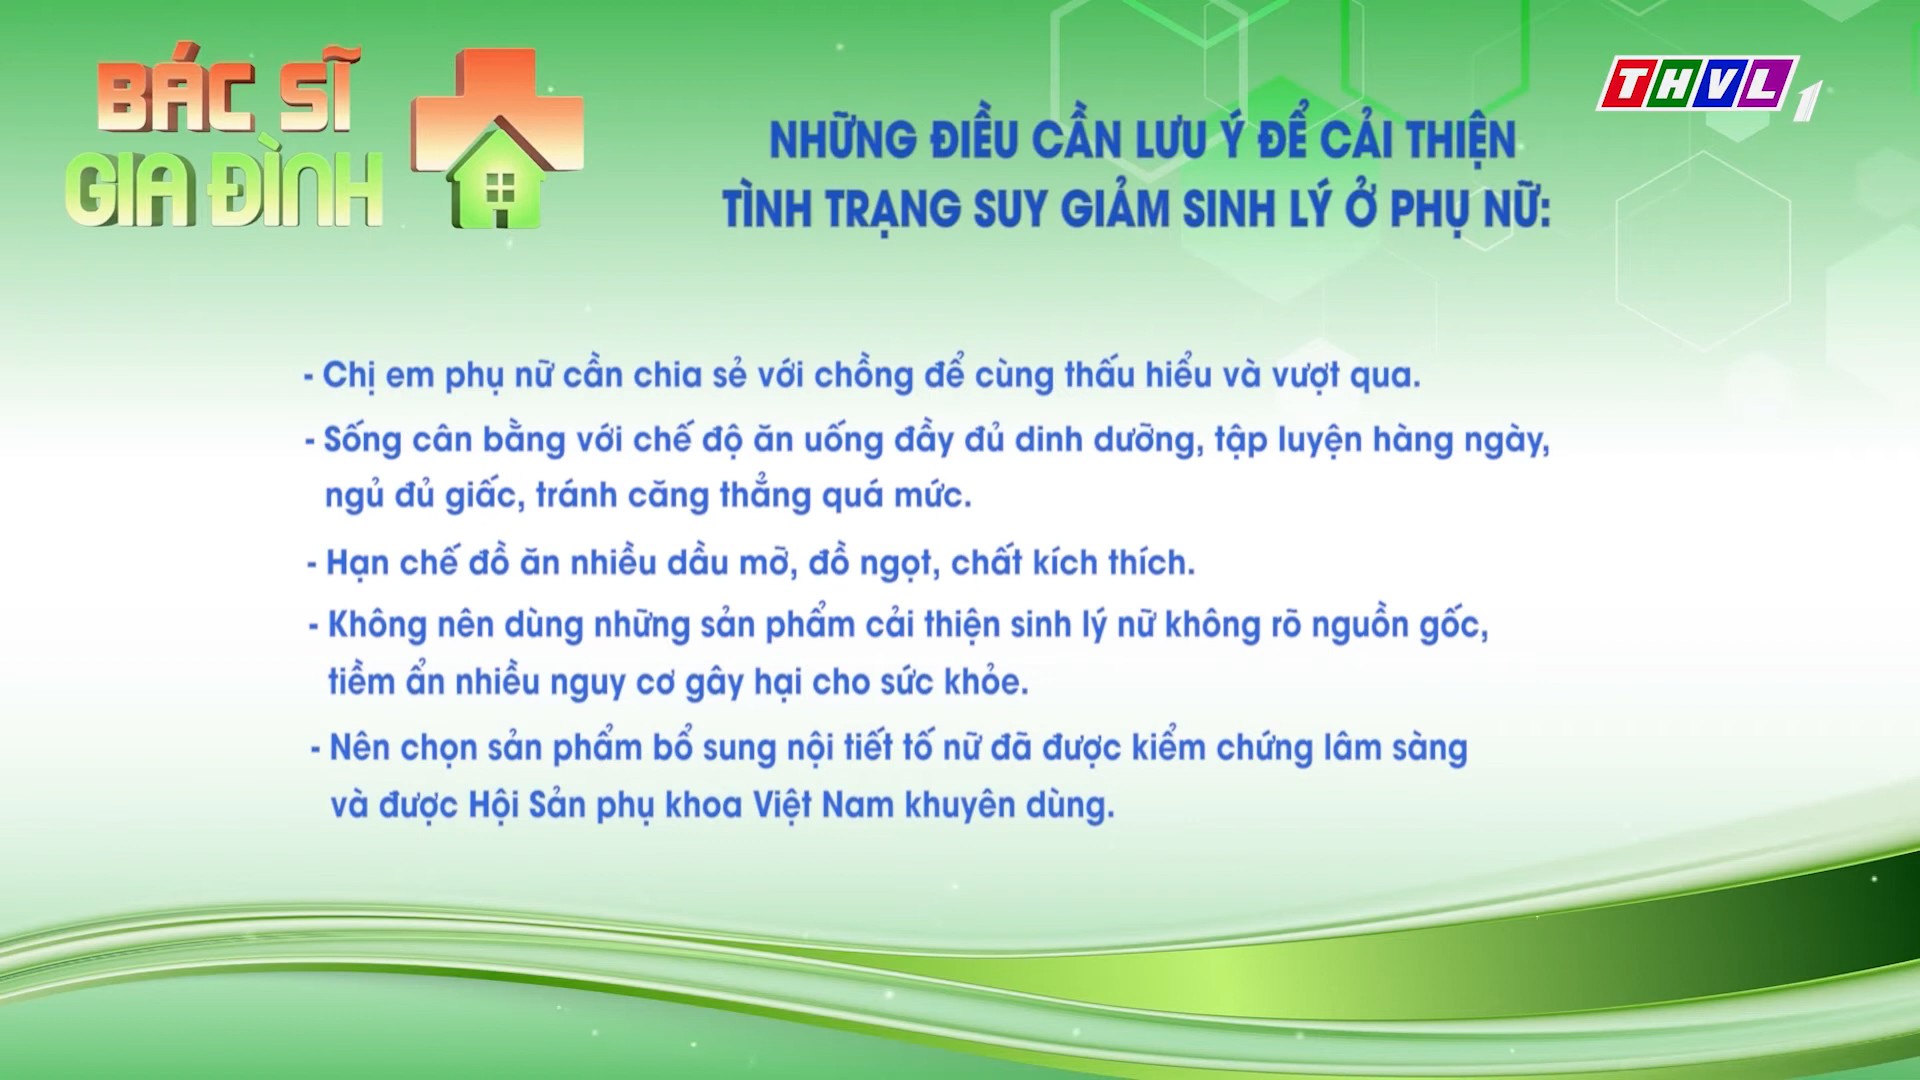 BÁC SĨ
GIA ĐÌNH
THVL 1
NHỮNG ĐIỀU CẦN LƯU Ý ĐỂ CẢI THIỆN
TÌNH TRẠNG SUY GIẢM SINH LÝ Ở PHỤ NỮ:
- Chị em phụ nữ cần chia sẻ với chồng để cùng thấu hiểu và vượt qua.
- Sống cân bằng với chế độ ăn uống đầy đủ dinh dưỡng, tập luyện hàng ngày,
ngủ đủ giấc, tránh căng thẳng quá mức.
- Hạn chế đồ ăn nhiều dầu mỡ, đồ ngọt, chất kích thích.
- Không nên dùng những sản phẩm cải thiện sinh lý nữ không rõ nguồn gốc,
tiềm ẩn nhiều nguy cơ gây hại cho sức khỏe.
- Nên chọn sản phẩm bổ sung nội tiết tố nữ đã được kiểm chứng lâm sàng
và được Hội Sản phụ khoa Việt Nam khuyên dùng.